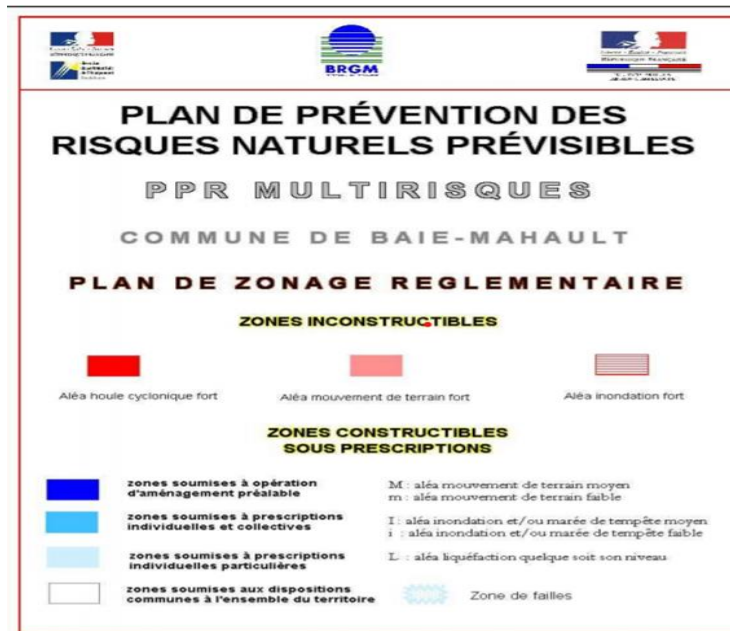 BRGM
RÉPUBLIQUE FRANÇAISE
PLAN DE PRÉVENTION DES
RISQUES NATURELS PRÉVISIBLES
PPR MULTIRISQUES
COMMUNE DE BAIE-MAHAULT
PLAN DE ZONAGE REGLEMENTAIRE
ZONES INCONSTRUCTIBLES
Aléa houle cyclonique fort
Aléa mouvement de terrain fort
Aléa inondation fort
ZONES CONSTRUCTIBLES
SOUS PRESCRIPTIONS
zones soumises à opération
d'aménagement préalable
zones soumises à prescriptions
individuelles et collectives
zones soumises à prescriptions
individuelles particulières
zones soumises aux dispositions
communes à l'ensemble du territoire
M : aléa mouvement de terrain moyen
m : aléa mouvement de terrain faible
I : aléa inondation et/ou marée de tempête moyen
i : aléa inondation et/ou marée de tempête faible
L : aléa liquéfaction quelque soit son niveau
Zone de failles